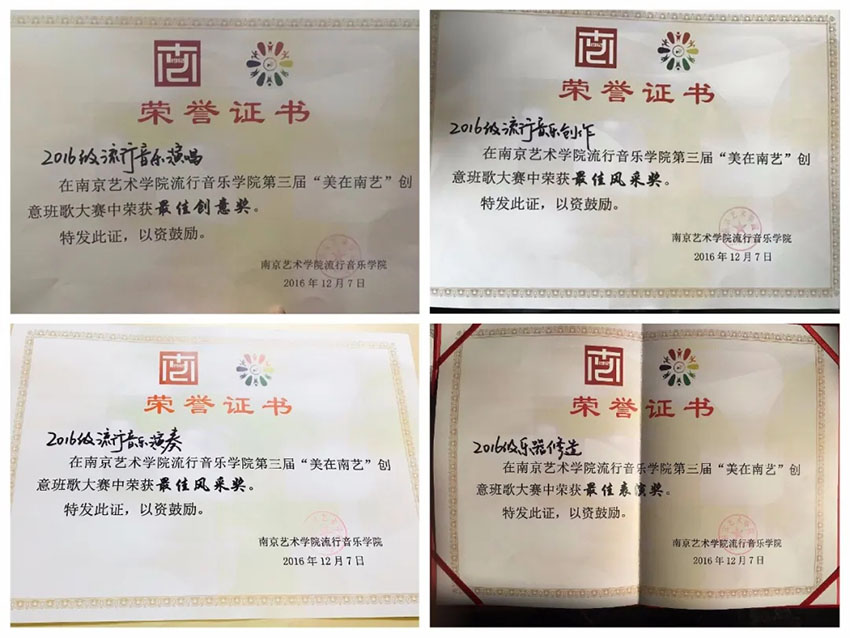 荣誉证书
2016级流行音乐演唱
在南京艺术学院流行音乐学院第三届“美在南艺”创
意班歌大赛中荣获最佳创意奖。
特发此证，以资鼓励。
南京艺术学院流行音乐学院
2016年12月7日
荣誉证书
2016级流行音乐创作
在南京艺术学院流行音乐学院第三届“美在南艺”创
意班歌大赛中荣获最佳风采奖。
特发此证，以资鼓励。
南京艺术学院流行音乐学院
2016年12月7日
荣誉证书
2016级流行音乐演奏
在南京艺术学院流行音乐学院第三届“美在南艺”创
意班歌大赛中荣获最佳风采奖。
特发此证，以资鼓励。
南京艺术学院流行音乐学院
2016年12月7日
荣誉证书
2016级乐器修造
在南京艺术学院流行音乐学院第三届“美在南艺”创
意班歌大赛中荣获最佳表演奖。
特发此证，以资鼓励。
南京艺术学院流行音乐学院
2016年12月7日